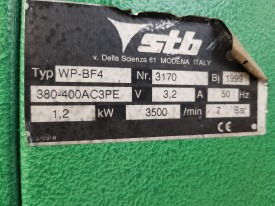 stb
v. Della Scienza 61 MODENA ITALY
Typ WP-BF4 Nr. 3170 Bj 1999
380-400AC3PE V 3,2 A 50 Hz
1,2 kW 3500 /min 7 Bar
CE